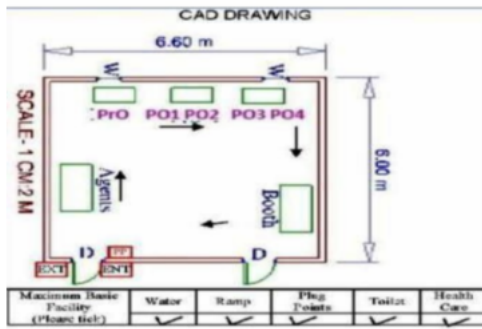 CAD DRAWING
6.60 m
W W
PrO PO1 PO2 PO3 PO4
SCALE- 1 CM:2 M
6.00 m
Agents
Booth
D D
EXT ENT
Maximum Basic Facility (Please tick) Water Ramp Plug Points Toilet Health Care